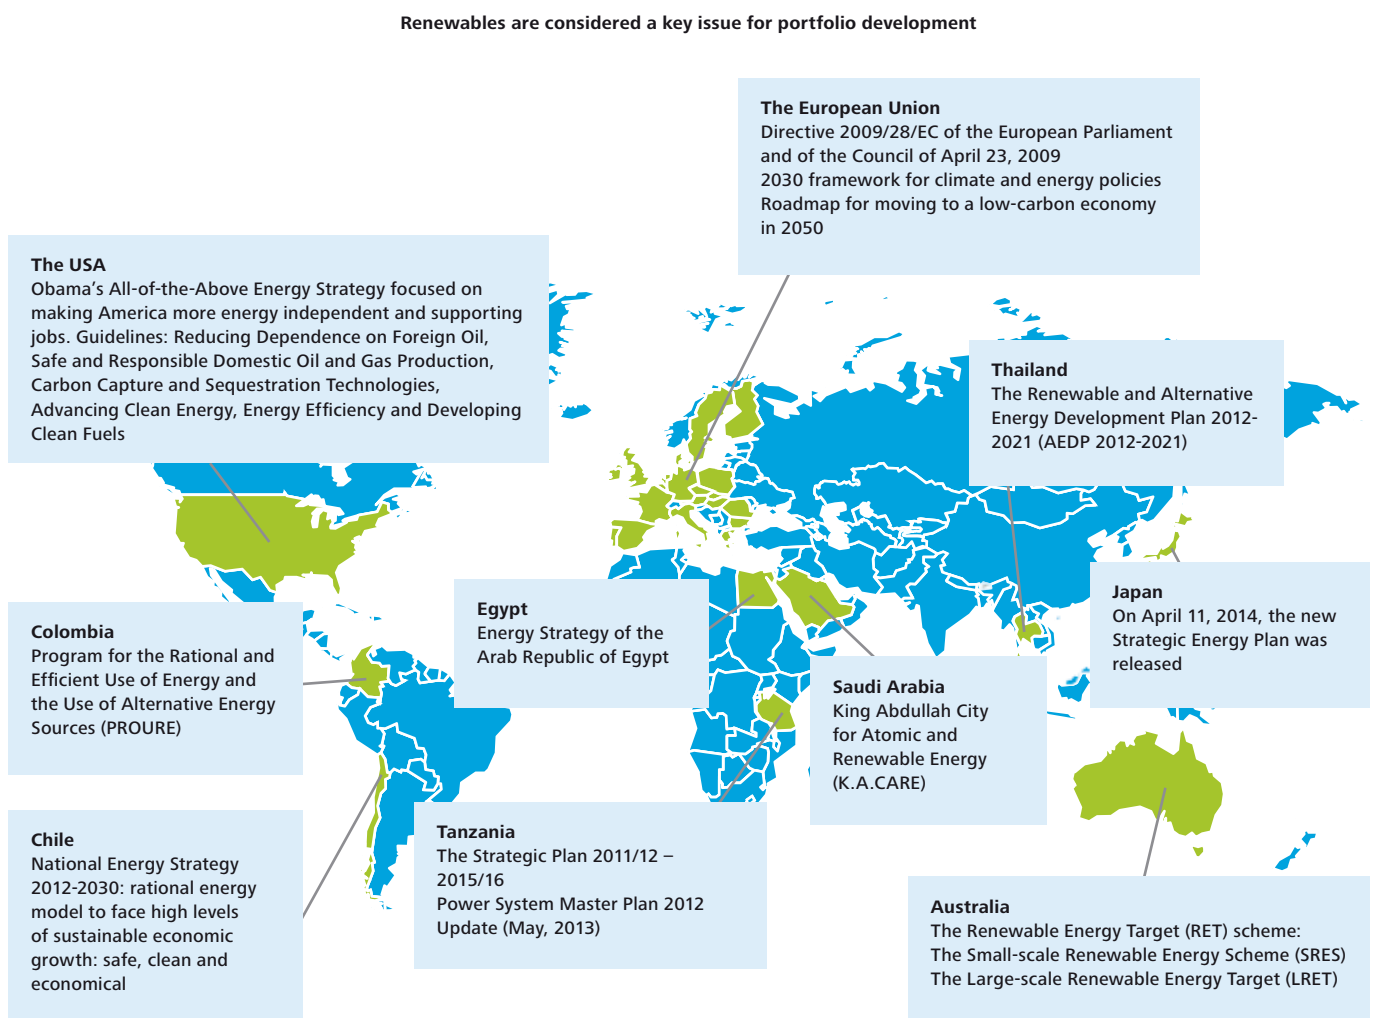 Renewables are considered a key issue for portfolio development
The European Union
Directive 2009/28/EC of the European Parliament
and of the Council of April 23, 2009
2030 framework for climate and energy policies
Roadmap for moving to a low-carbon economy
in 2050
The USA
Obama’s All-of-the-Above Energy Strategy focused on
making America more energy independent and supporting
jobs. Guidelines: Reducing Dependence on Foreign Oil,
Safe and Responsible Domestic Oil and Gas Production,
Carbon Capture and Sequestration Technologies,
Advancing Clean Energy, Energy Efficiency and Developing
Clean Fuels
Thailand
The Renewable and Alternative
Energy Development Plan 2012-
2021 (AEDP 2012-2021)
Japan
On April 11, 2014, the new
Strategic Energy Plan was
released
Egypt
Energy Strategy of the
Arab Republic of Egypt
Colombia
Program for the Rational and
Efficient Use of Energy and
the Use of Alternative Energy
Sources (PROURE)
Saudi Arabia
King Abdullah City
for Atomic and
Renewable Energy
(K.A.CARE)
Chile
National Energy Strategy
2012-2030: rational energy
model to face high levels
of sustainable economic
growth: safe, clean and
economical
Tanzania
The Strategic Plan 2011/12 –
2015/16
Power System Master Plan 2012
Update (May, 2013)
Australia
The Renewable Energy Target (RET) scheme:
The Small-scale Renewable Energy Scheme (SRES)
The Large-scale Renewable Energy Target (LRET)